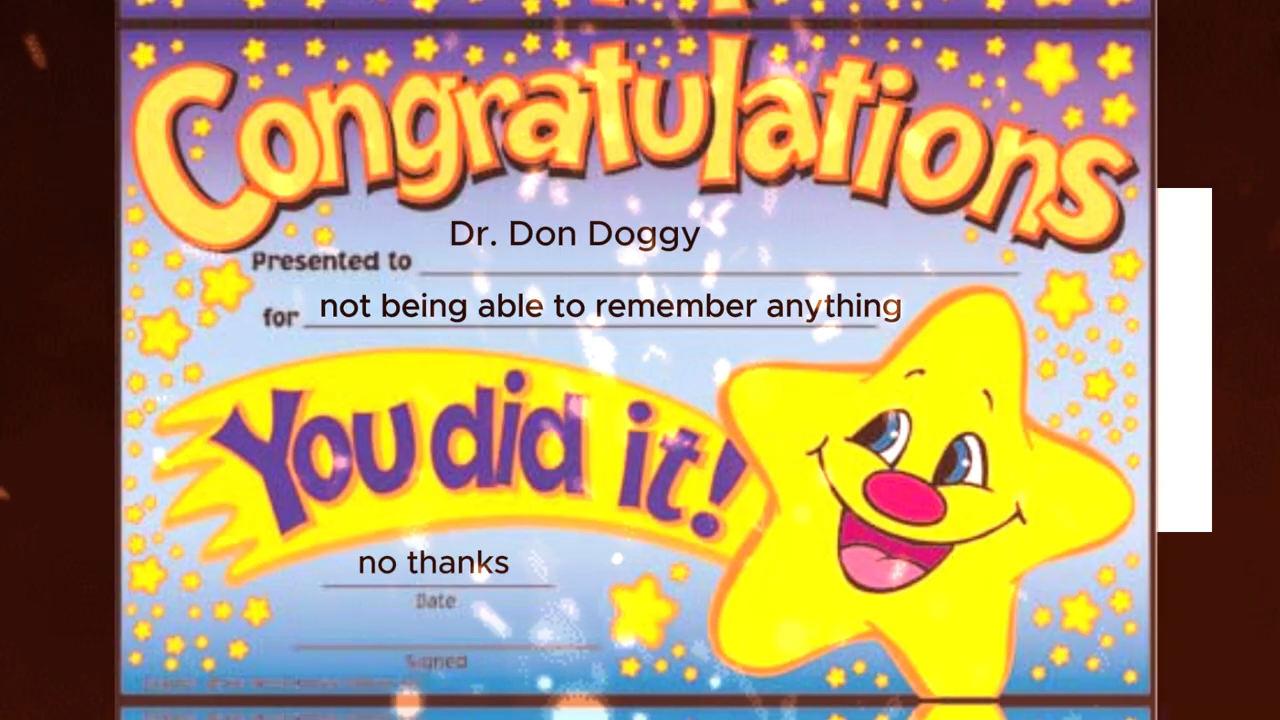 Congratulations
Dr. Don Doggy
Presented to
for not being able to remember anything
You did it!
no thanks
Date
Signed